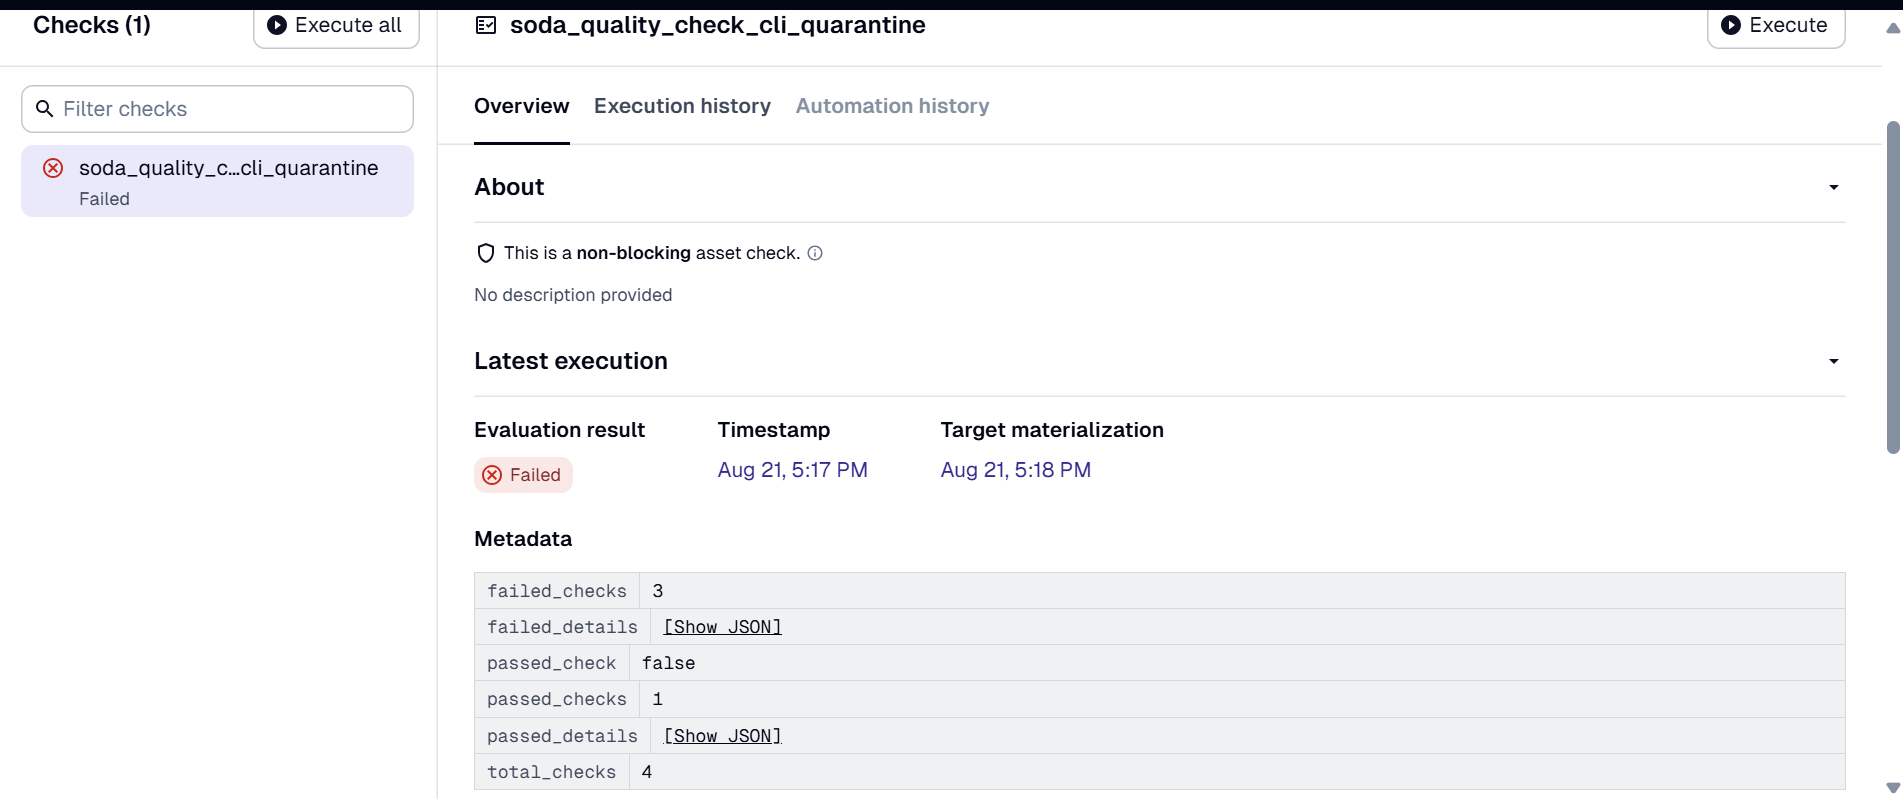 Checks (1)
Execute all
Filter checks
soda_quality_c...cli_quarantine
Failed
soda_quality_check_cli_quarantine
Execute
Overview
Execution history
Automation history
About
This is a non-blocking asset check.
No description provided
Latest execution
Evaluation result
Timestamp
Target materialization
Failed
Aug 21, 5:17 PM
Aug 21, 5:18 PM
Metadata
failed_checks 3
failed_details [Show JSON]
passed_check false
passed_checks 1
passed_details [Show JSON]
total_checks 4